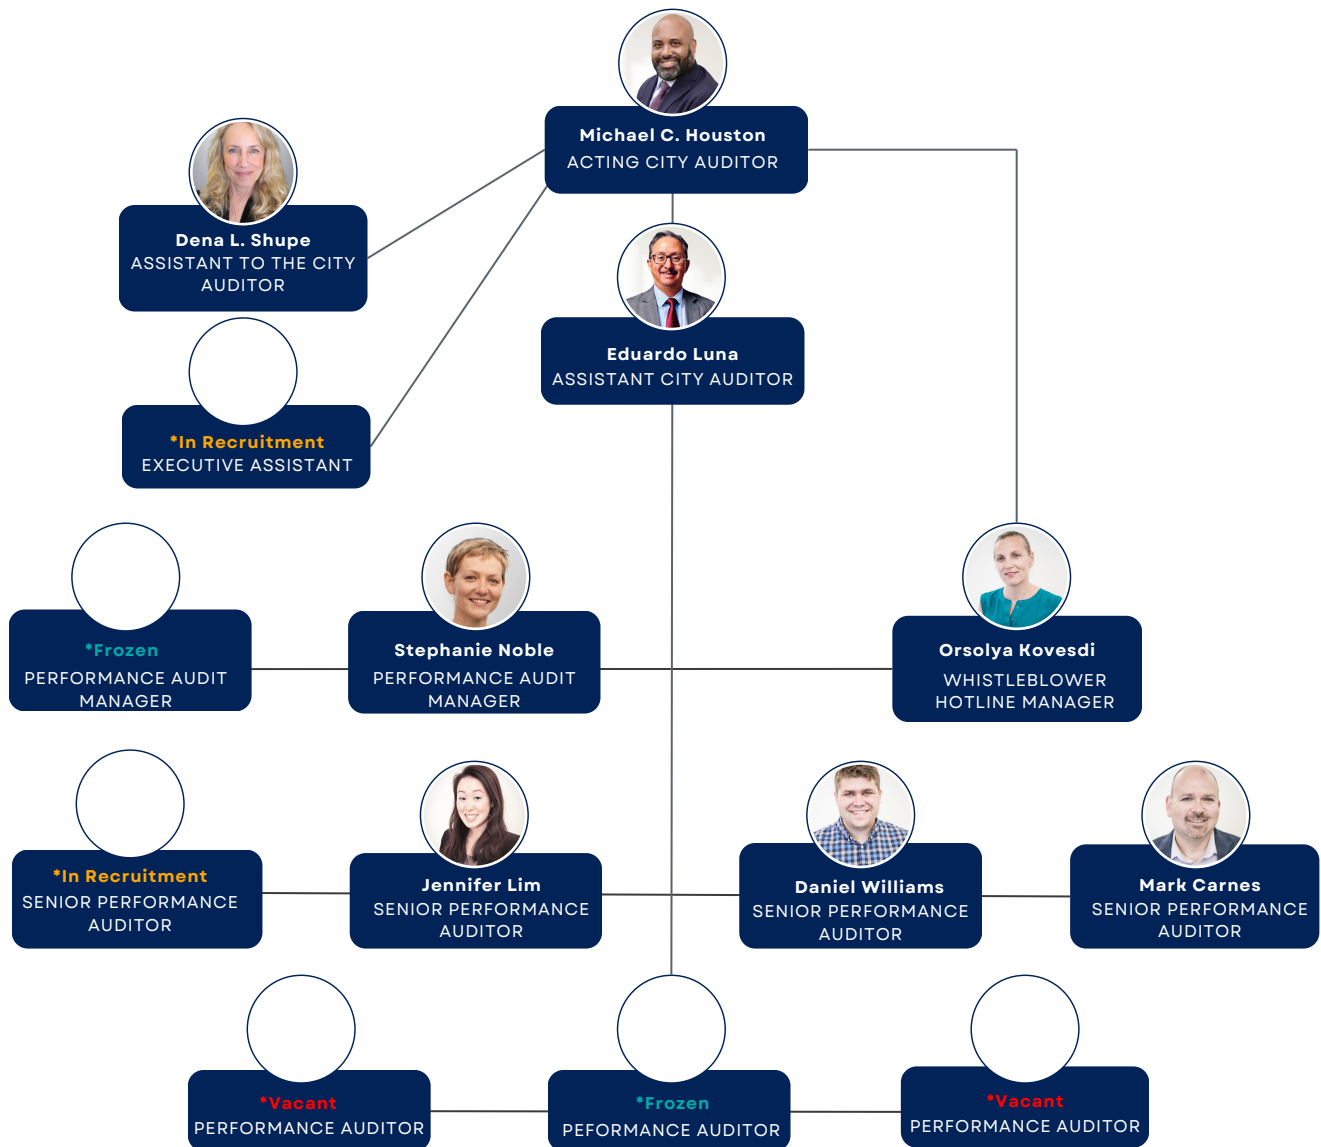 Michael C. Houston
ACTING CITY AUDITOR
Dena L. Shupe
ASSISTANT TO THE CITY
AUDITOR
Eduardo Luna
ASSISTANT CITY AUDITOR
*In Recruitment
EXECUTIVE ASSISTANT
*Frozen
PERFORMANCE AUDIT
MANAGER
Stephanie Noble
PERFORMANCE AUDIT
MANAGER
Orsolya Kovesdi
WHISTLEBLOWER
HOTLINE MANAGER
*In Recruitment
SENIOR PERFORMANCE
AUDITOR
Jennifer Lim
SENIOR PERFORMANCE
AUDITOR
Daniel Williams
SENIOR PERFORMANCE
AUDITOR
Mark Carnes
SENIOR PERFORMANCE
AUDITOR
*Vacant
PERFORMANCE AUDITOR
*Frozen
PEFORMANCE AUDITOR
*Vacant
PERFORMANCE AUDITOR